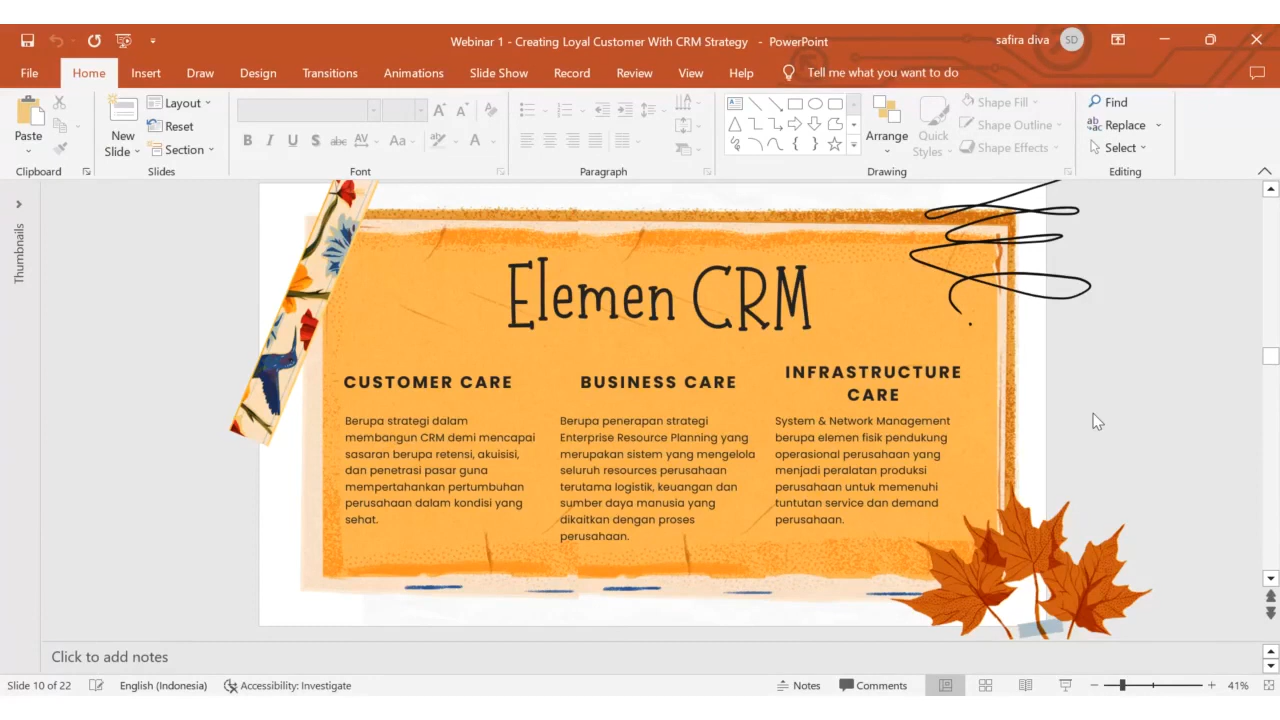 Webinar 1 - Creating Loyal Customer With CRM Strategy - PowerPoint
safira diva SD
File Home Insert Draw Design Transitions Animations Slide Show Record Review View Help Tell me what you want to do
Paste
Clipboard
New
Slide
Layout
Reset
Section
Slides
B I U S abc AV Aa A
Font
Paragraph
Arrange
Quick
Styles
Shape Fill
Shape Outline
Shape Effects
Drawing
Find
Replace
Select
Editing
Thumbnails
Elemen CRM
CUSTOMER CARE
Berupa strategi dalam
membangun CRM demi mencapai
sasaran berupa retensi, akuisisi,
dan penetrasi pasar guna
mempertahankan pertumbuhan
perusahaan dalam kondisi yang
sehat.
BUSINESS CARE
Berupa penerapan strategi
Enterprise Resource Planning yang
merupakan sistem yang mengelola
seluruh resources perusahaan
terutama logistik, keuangan dan
sumber daya manusia yang
dikaitkan dengan proses
perusahaan.
INFRASTRUCTURE
CARE
System & Network Management
berupa elemen fisik pendukung
operasional perusahaan yang
menjadi peralatan produksi
perusahaan untuk memenuhi
tuntutan service dan demand
perusahaan.
Click to add notes
Slide 10 of 22 English (Indonesia) Accessibility: Investigate Notes Comments 41%